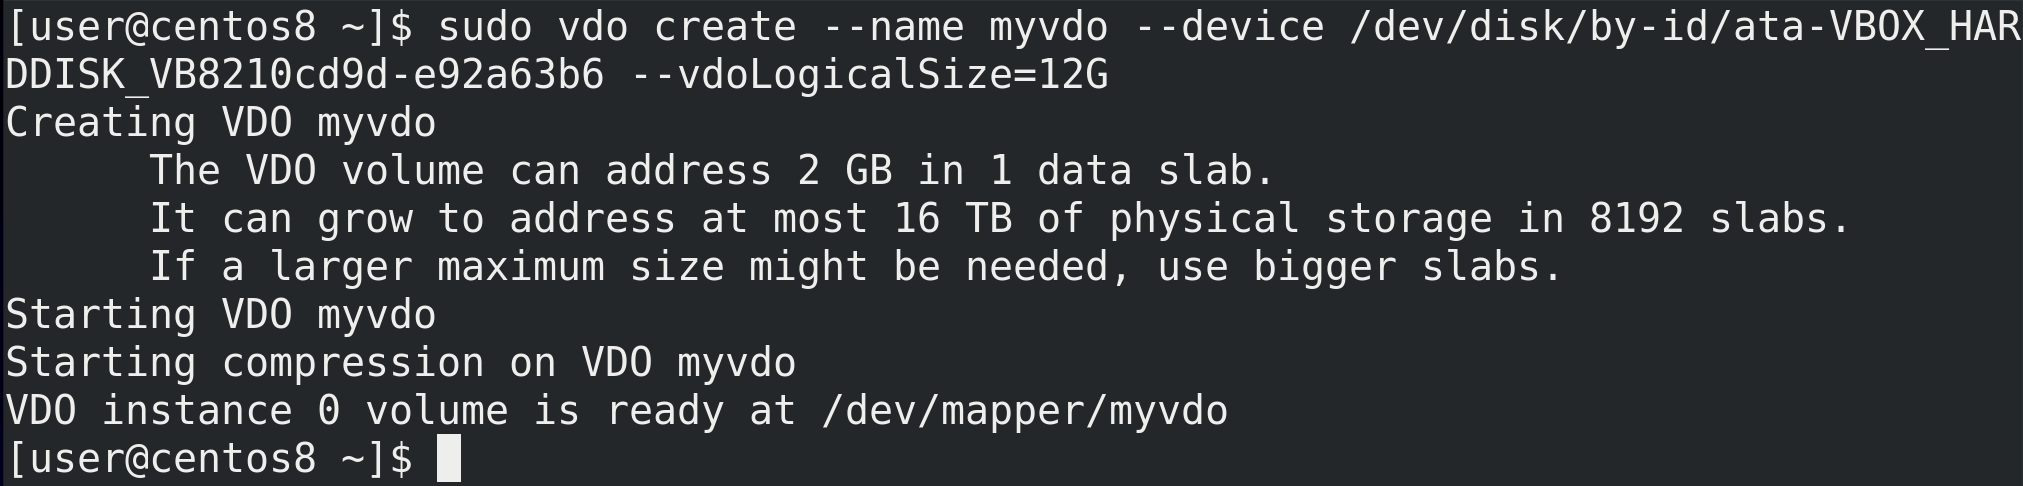 [user@centos8 ~]$ sudo vdo create --name myvdo --device /dev/disk/by-id/ata-VBOX_HAR
DDISK_VB8210cd9d-e92a63b6 --vdoLogicalSize=12G
Creating VDO myvdo
      The VDO volume can address 2 GB in 1 data slab.
      It can grow to address at most 16 TB of physical storage in 8192 slabs.
      If a larger maximum size might be needed, use bigger slabs.
Starting VDO myvdo
Starting compression on VDO myvdo
VDO instance 0 volume is ready at /dev/mapper/myvdo
[user@centos8 ~]$